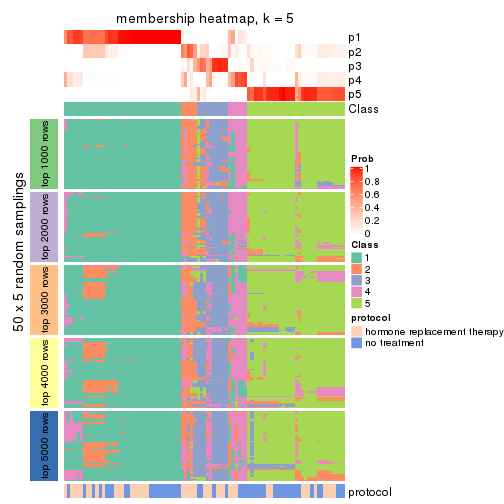 membership heatmap, k = 5
p1
p2
p3
p4
p5
Class
50 x 5 random samplings
top 1000 rows
top 2000 rows
top 3000 rows
top 4000 rows
top 5000 rows
protocol
Prob
1
0.8
0.6
0.4
0.2
0
Class
1
2
3
4
5
protocol
hormone replacement therapy
no treatment